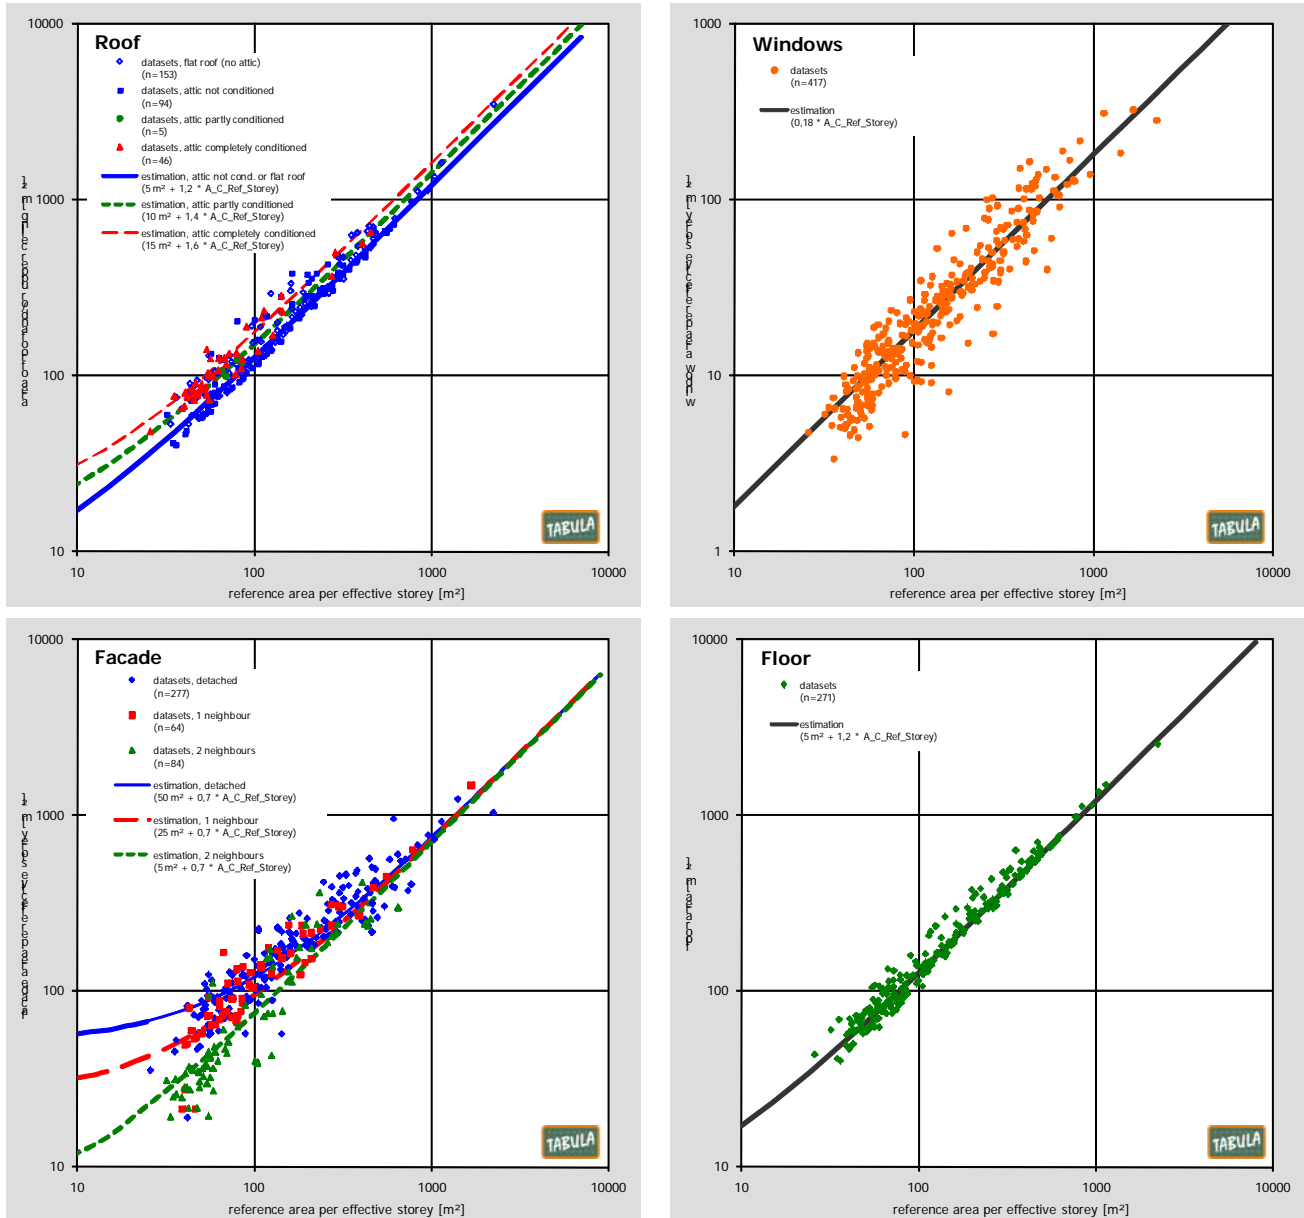 Roof
10000
1000
100
10
datasets, flat roof (no attic)
(n=153)
datasets, attic not conditioned
(n=94)
datasets, attic partly conditioned
(n=5)
datasets, attic completely conditioned
(n=46)
estimation, attic not cond. or flat roof
(5 m² + 1,2 * A_C_Ref_Storey)
estimation, attic partly conditioned
(10 m² + 1,4 * A_C_Ref_Storey)
estimation, attic completely conditioned
(15 m² + 1,6 * A_C_Ref_Storey)
TABULA
10 100 1000 10000
reference area per effective storey [m²]
Windows
1000
100
10
1
datasets
(n=417)
estimation
(0,18 * A_C_Ref_Storey)
TABULA
10 100 1000 10000
reference area per effective storey [m²]
Facade
10000
1000
100
10
datasets, detached
(n=277)
datasets, 1 neighbour
(n=64)
datasets, 2 neighbours
(n=84)
estimation, detached
(50 m² + 0,7 * A_C_Ref_Storey)
estimation, 1 neighbour
(25 m² + 0,7 * A_C_Ref_Storey)
estimation, 2 neighbours
(5 m² + 0,7 * A_C_Ref_Storey)
TABULA
10 100 1000 10000
reference area per effective storey [m²]
Floor
10000
1000
100
10
datasets
(n=271)
estimation
(5 m² + 1,2 * A_C_Ref_Storey)
TABULA
10 100 1000 10000
reference area per effective storey [m²]